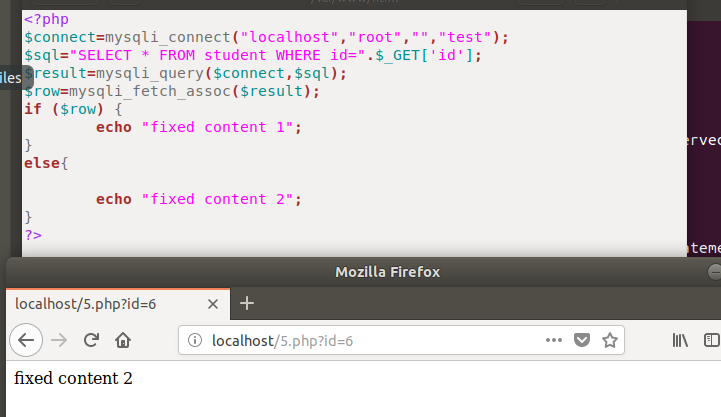 <?php
$connect=mysqli_connect("localhost","root","","test");
$sql="SELECT * FROM student WHERE id=".$_GET['id'];
$result=mysqli_query($connect,$sql);
iles
$row=mysqli_fetch_assoc($result);
if ($row) {
echo "fixed content 1";
}
erved
else{
echo "fixed content 2";
}
?>
ateme
Mozilla Firefox
localhost/5.php?id=6
localhost/5.php?id=6
fixed content 2